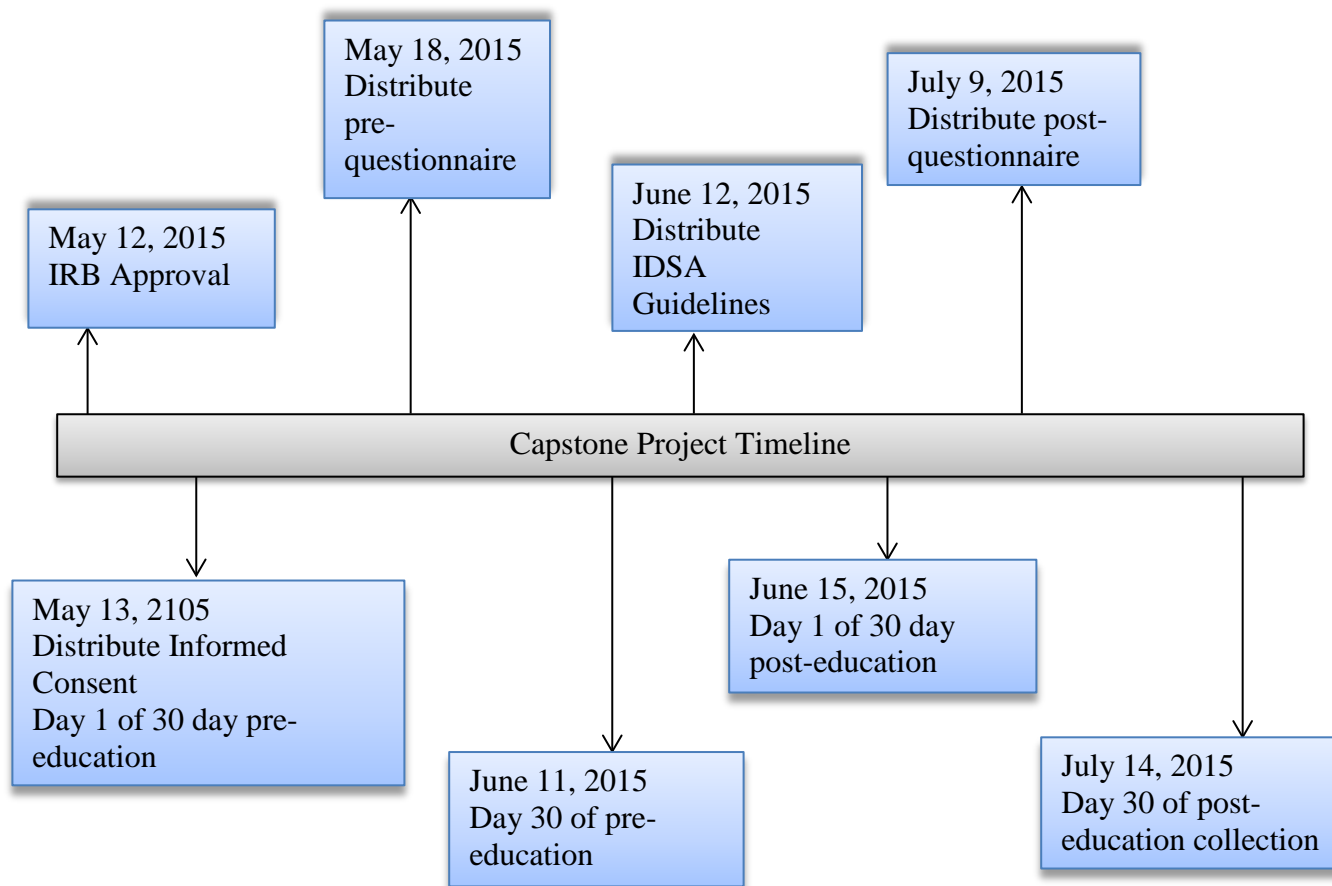 May 18, 2015
Distribute
pre-
questionnaire
July 9, 2015
Distribute post-
questionnaire
June 12, 2015
Distribute
IDSA
Guidelines
May 12, 2015
IRB Approval
Capstone Project Timeline
May 13, 2105
Distribute Informed
Consent
Day 1 of 30 day pre-
education
June 15, 2015
Day 1 of 30 day
post-education
June 11, 2015
Day 30 of pre-
education
July 14, 2015
Day 30 of post-
education collection